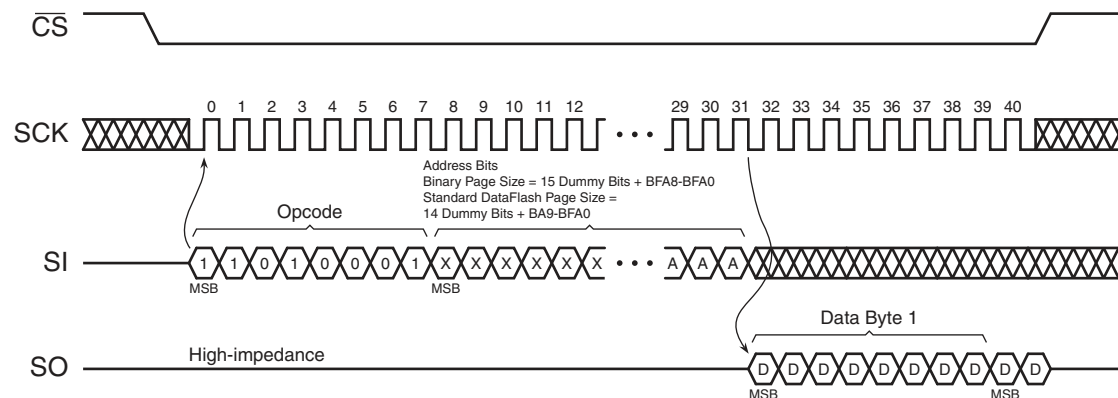 CS
SCK
0 1 2 3 4 5 6 7 8 9 10 11 12 29 30 31 32 33 34 35 36 37 38 39 40
Address Bits
Binary Page Size = 15 Dummy Bits + BFA8-BFA0
Standard DataFlash Page Size =
14 Dummy Bits + BA9-BFA0
Opcode
SI
1 1 0 1 0 0 0 1 X X X X X X • • • A A A
MSB MSB
Data Byte 1
High-impedance
SO
D D D D D D D D D D
MSB MSB